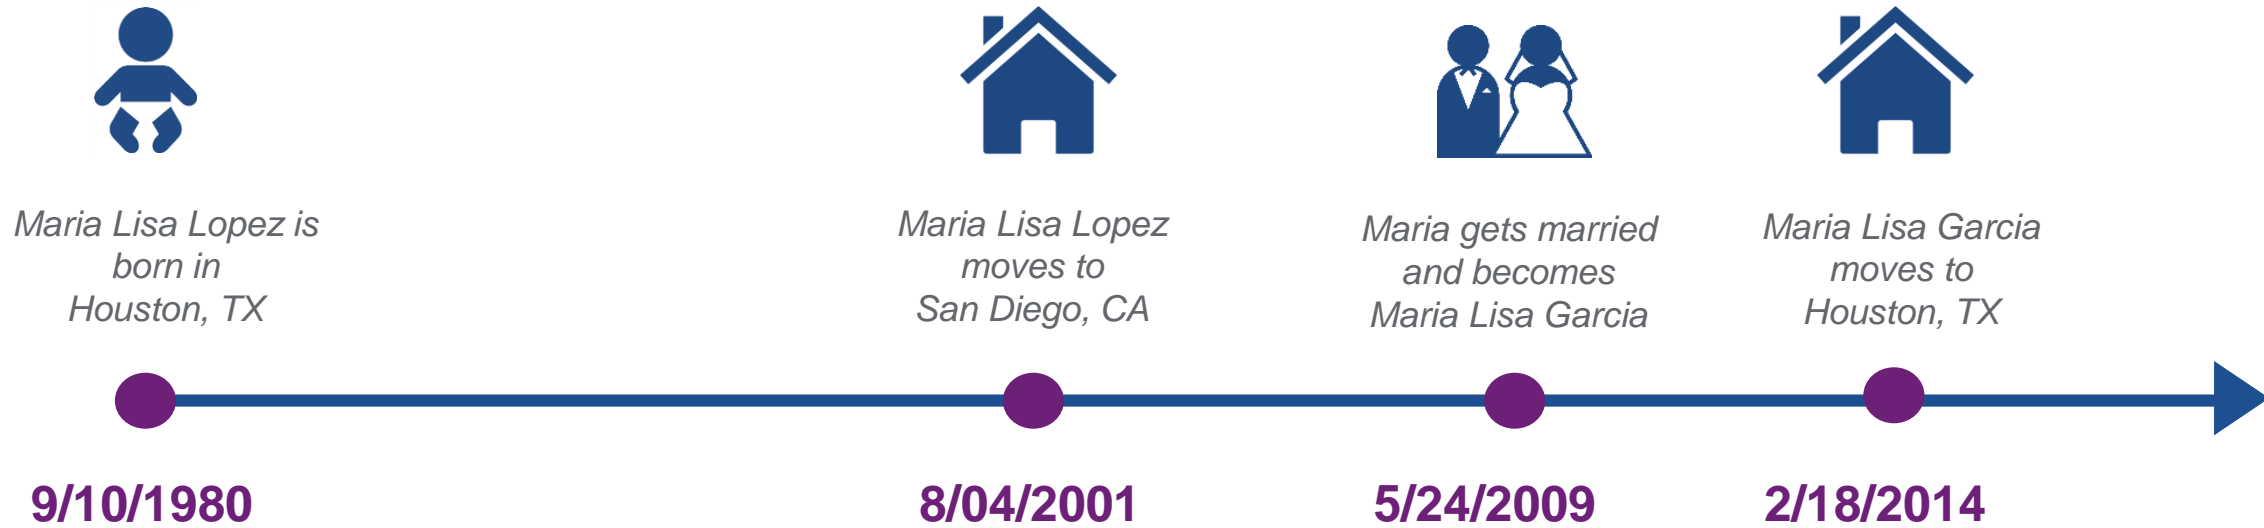 Maria Lisa Lopez is
born in
Houston, TX
Maria Lisa Lopez
moves to
San Diego, CA
Maria gets married
and becomes
Maria Lisa Garcia
Maria Lisa Garcia
moves to
Houston, TX
9/10/1980
8/04/2001
5/24/2009
2/18/2014